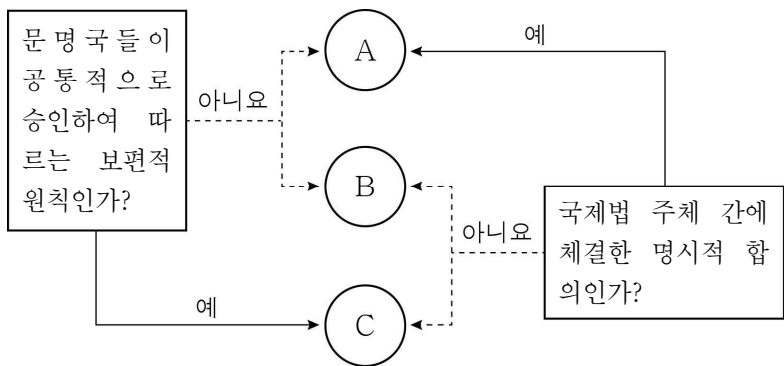 문명국들이
공통적으로
승인하여 따
르는 보편적
원칙인가?
아니요
예
A
B
C
예
아니요
국제법 주체 간에
체결한 명시적 합
의인가?